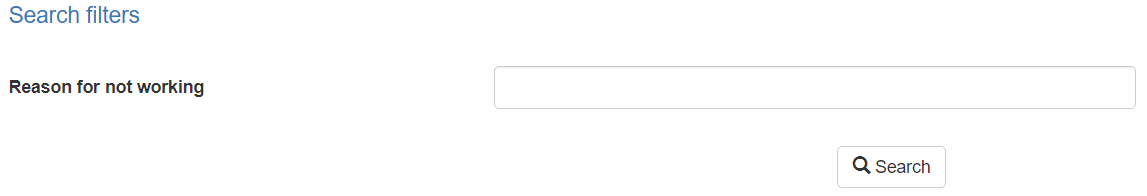 Search filters
Reason for not working
Search